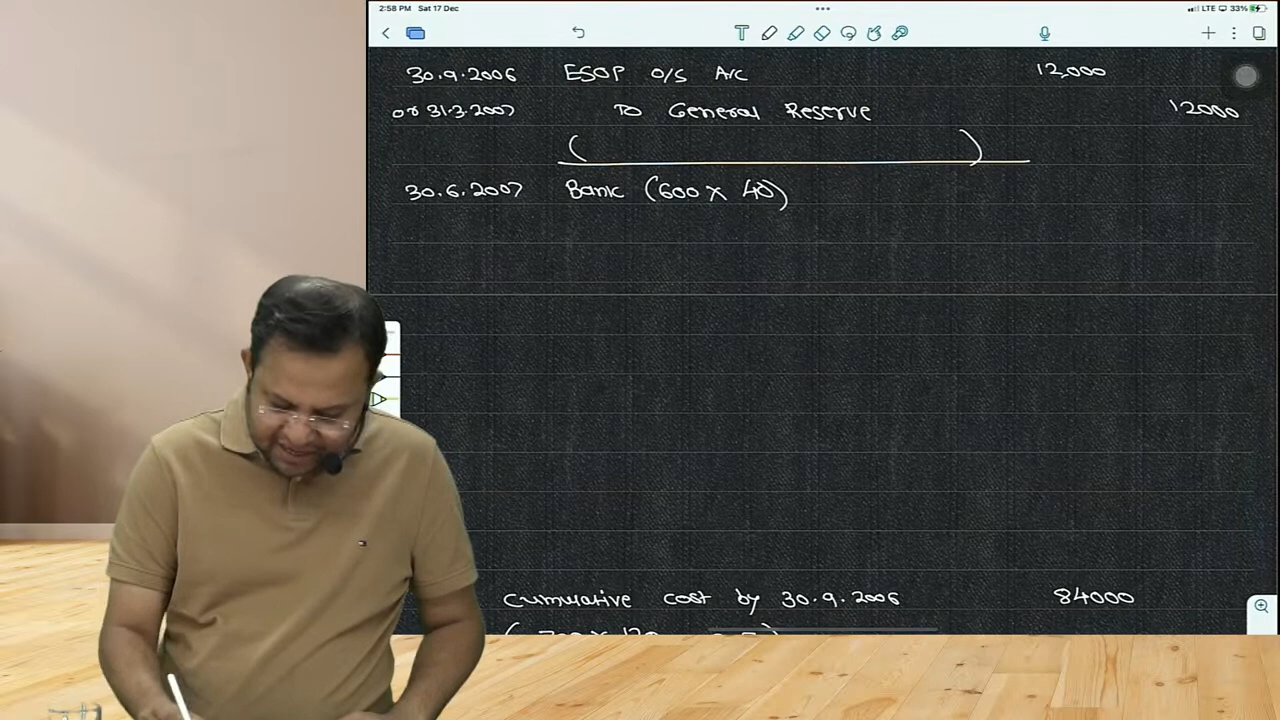 2:58 PM Sat 17 Dec
LTE 33%
30.9.2006 ESOP O/S A/C 12,000
or 31.3.2007 To General Reserve 12000
( )
30.6.2007 Bank (600 x 40)
Cumulative cost by 30.9.2006 84000